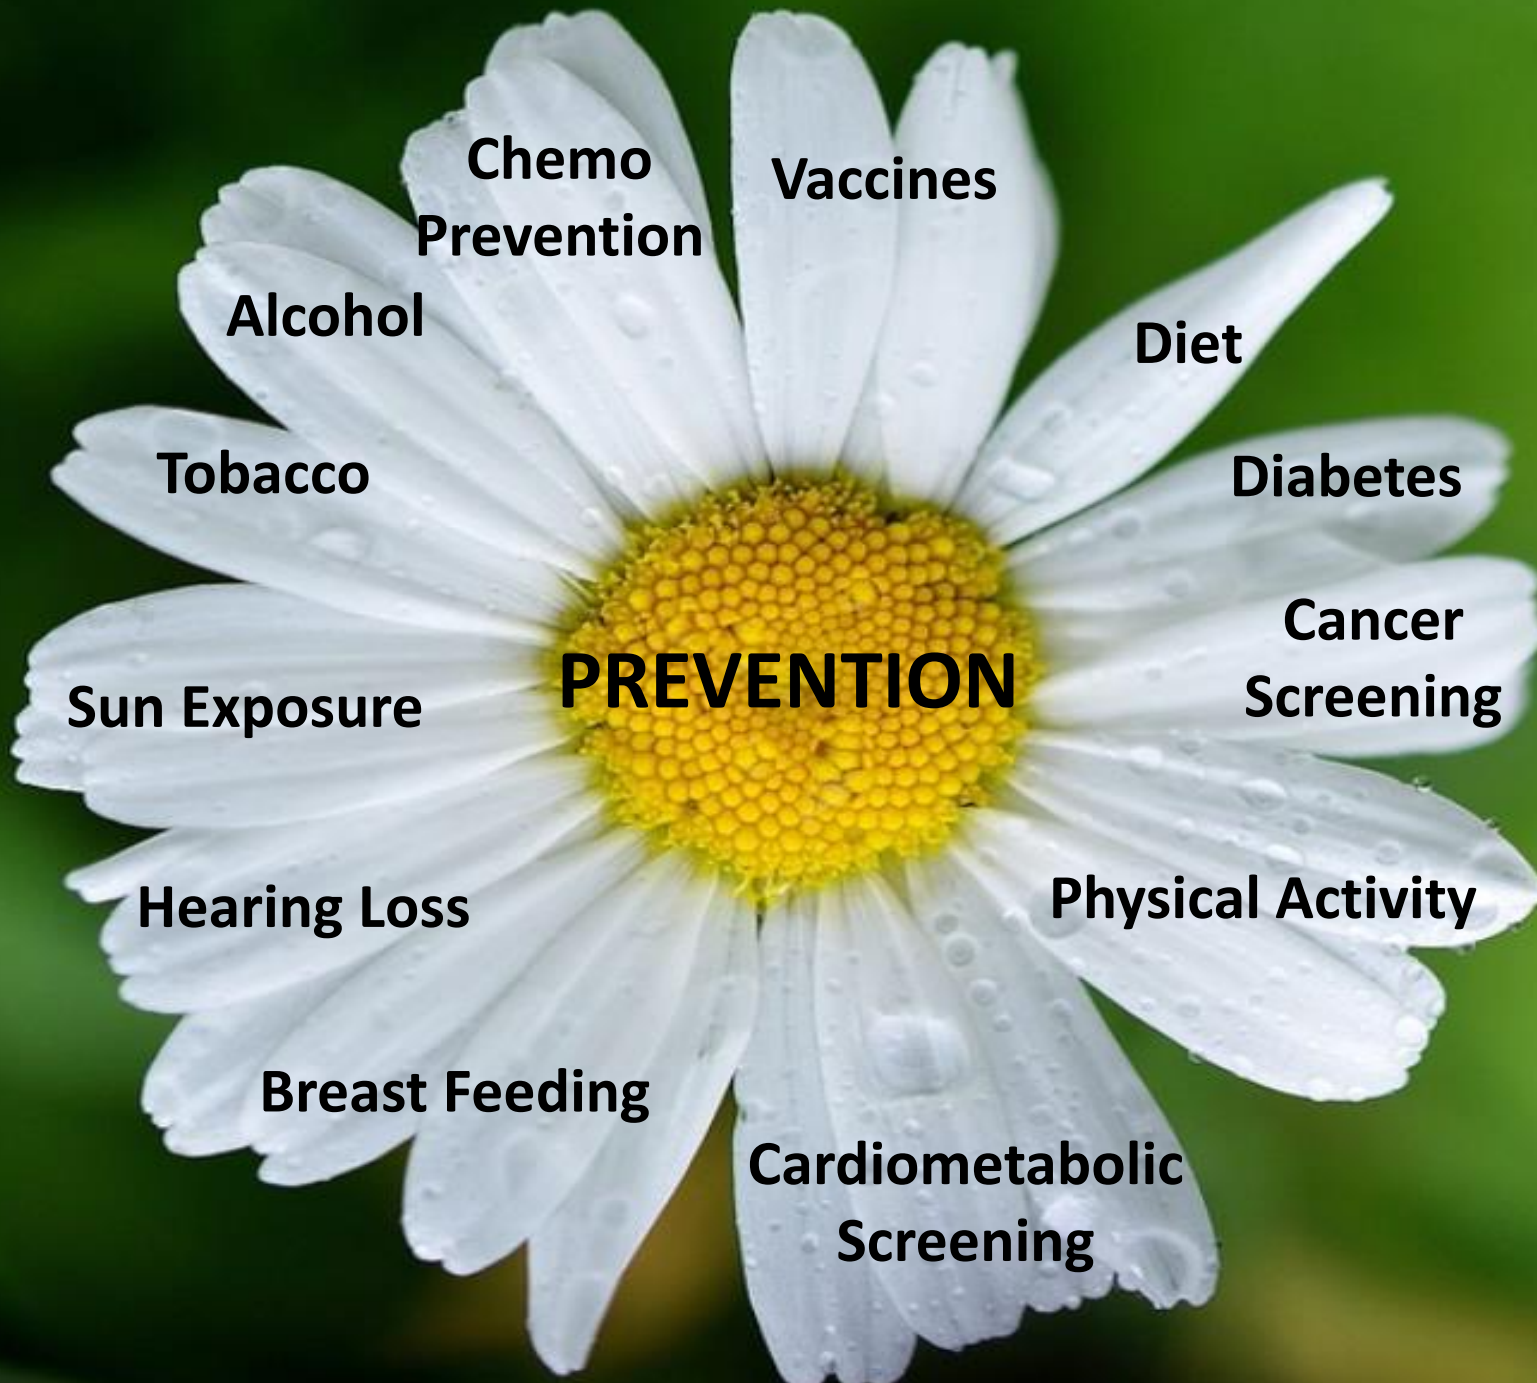 Chemo
Prevention
Vaccines
Alcohol
Diet
Tobacco
Diabetes
Cancer
Screening
PREVENTION
Sun Exposure
Physical Activity
Hearing Loss
Breast Feeding
Cardiometabolic
Screening